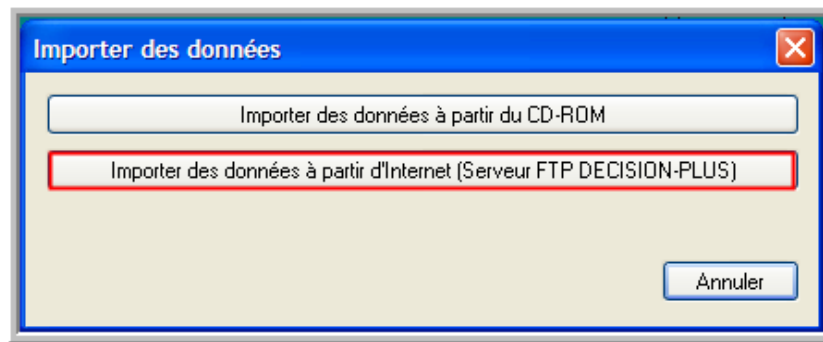 Importer des données
Importer des données à partir du CD-ROM
Importer des données à partir d'Internet (Serveur FTP DECISION-PLUS)
Annuler